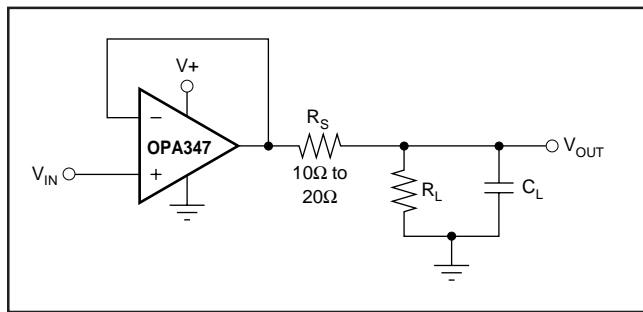 V+
−
OPA347
+
V_IN
R_S
10Ω to
20Ω
V_OUT
R_L
C_L